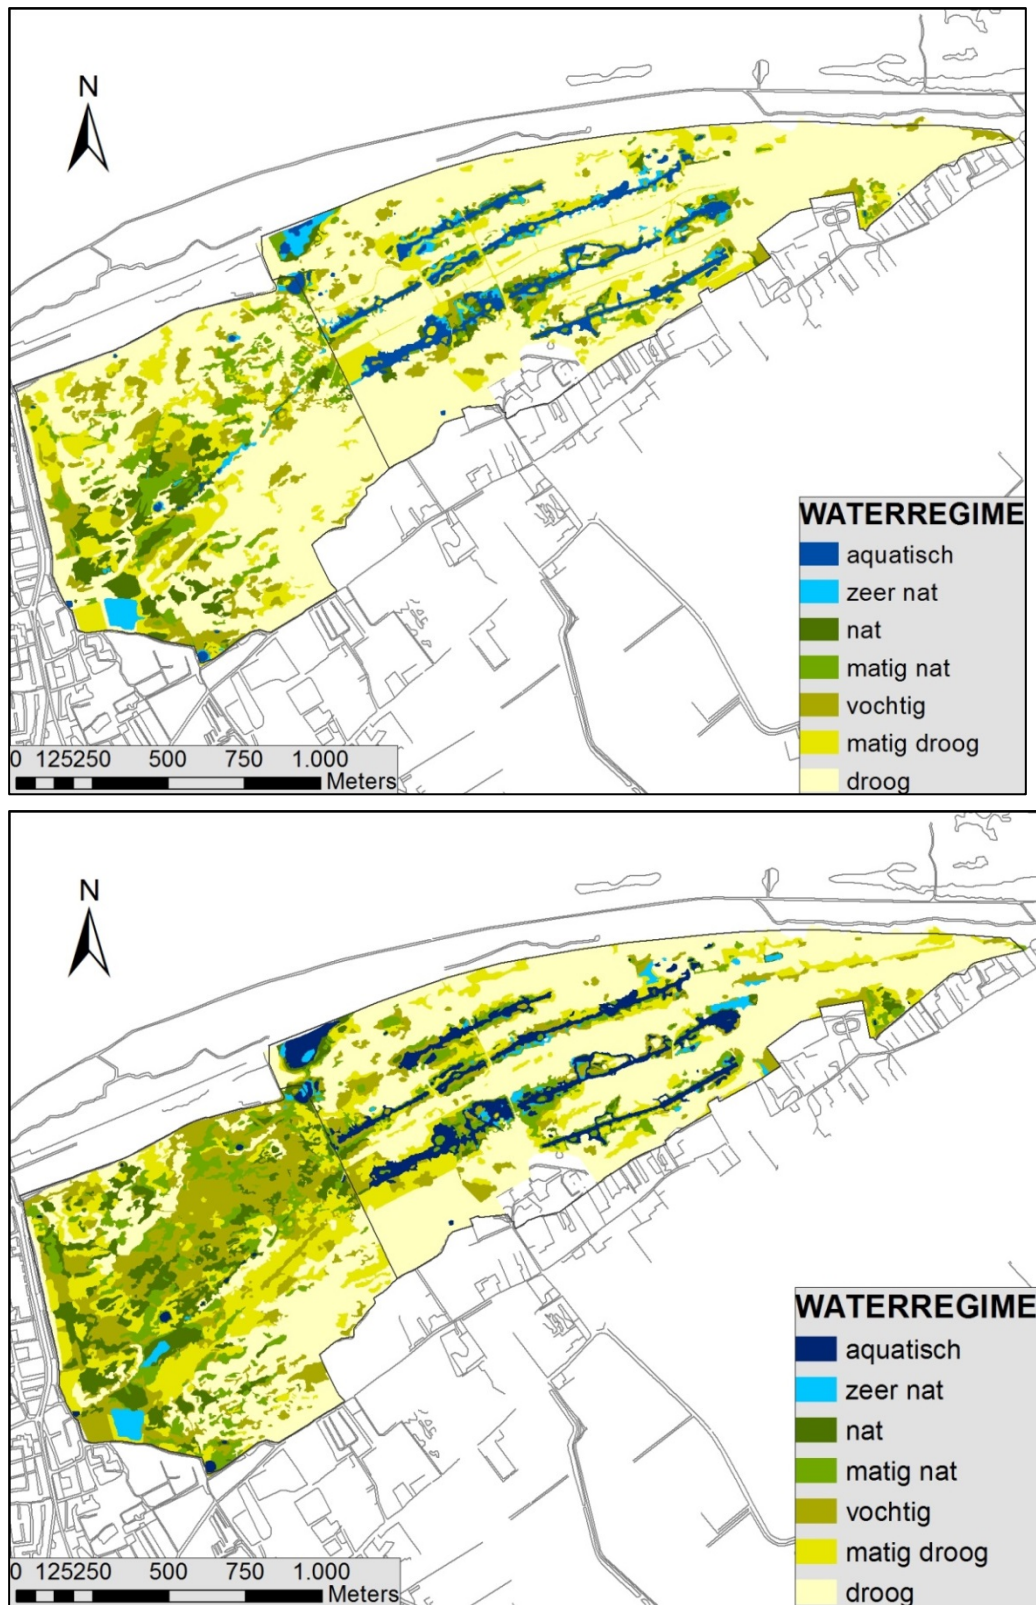 N
WATERREGIME
aquatisch
zeer nat
nat
matig nat
vochtig
matig droog
droog
0 125250 500 750 1.000
Meters
N
WATERREGIME
aquatisch
zeer nat
nat
matig nat
vochtig
matig droog
droog
0 125250 500 750 1.000
Meters